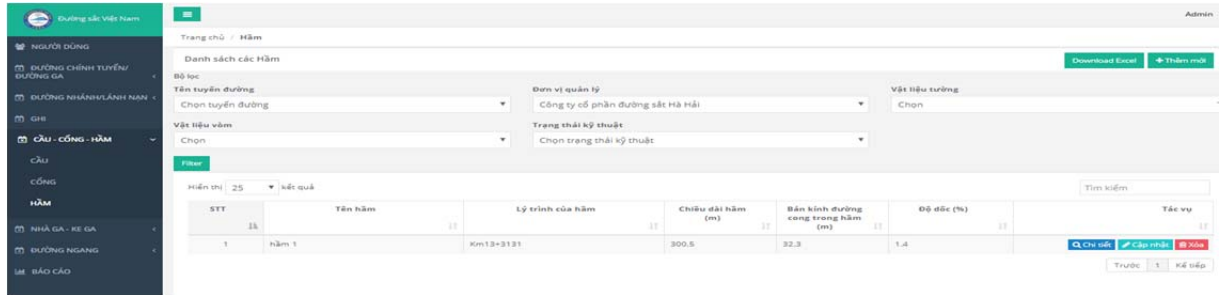 Đường sắt Việt Nam
Admin
NGƯỜI DÙNG
ĐƯỜNG CHÍNH TUYẾN/
ĐƯỜNG GA
ĐƯỜNG NHÁNH/LÁNH NẠN
GHI
CẦU - CỐNG - HẦM
CẦU
CỐNG
HẦM
NHÀ GA - KE GA
ĐƯỜNG NGANG
BÁO CÁO
Trang chủ / Hầm
Danh sách các Hầm
Download Excel
Thêm mới
Bộ lọc
Tên tuyến đường Đơn vị quản lý Vật liệu tường
Chọn tuyến đường Công ty cổ phần đường sắt Hà Hải Chọn
Vật liệu vòm Trạng thái kỹ thuật
Chọn Chọn trạng thái kỹ thuật
Filter
Hiển thị 25 kết quả
Tìm kiếm
STT Tên hầm Lý trình của hầm Chiều dài hầm (m) Bán kính đường cong trong hầm (m) Độ dốc (%) Tác vụ
1 hầm 1 Km13+3131 300.5 32.3 1.4 Chi tiết Cập nhật Xóa
Trước 1 Kế tiếp